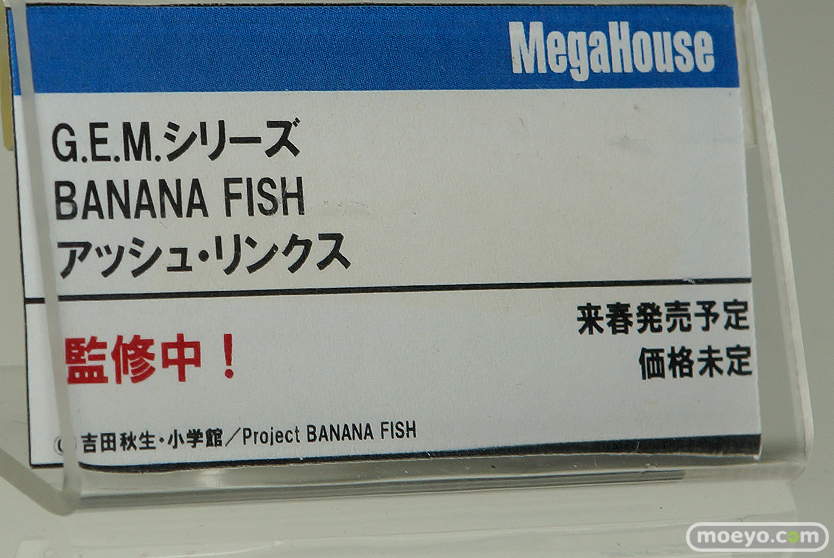 MegaHouse
G.E.M.シリーズ
BANANA FISH
アッシュ・リンクス
来春発売予定
監修中！
価格未定
©吉田秋生・小学館／Project BANANA FISH
moeyo.com